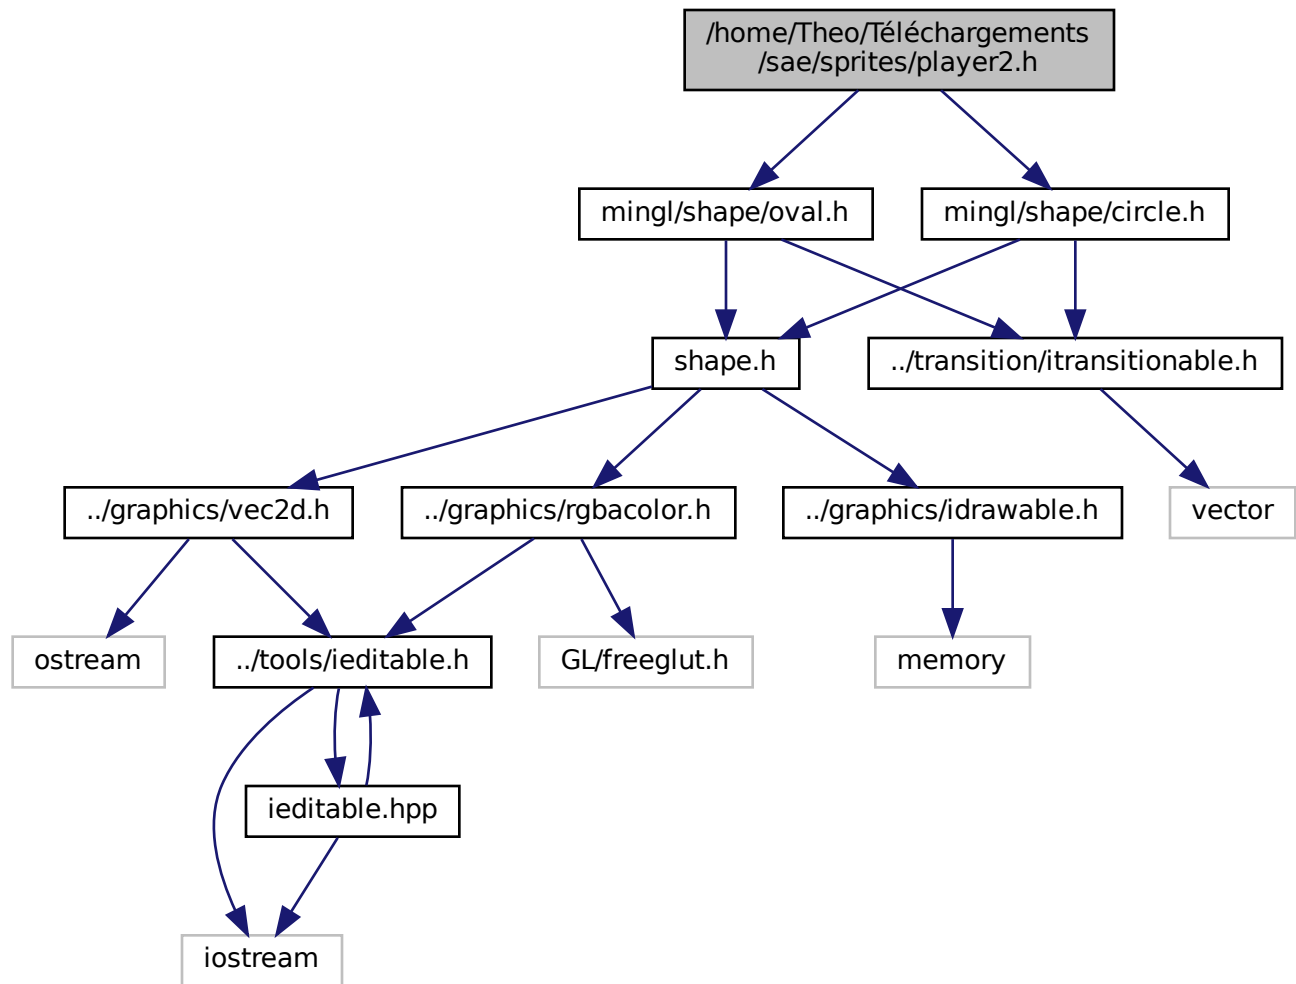 /home/Theo/Téléchargements
/sae/sprites/player2.h
mingl/shape/oval.h
mingl/shape/circle.h
shape.h
../transition/itransitionable.h
../graphics/vec2d.h
../graphics/rgbacolor.h
../graphics/idrawable.h
vector
ostream
../tools/ieditable.h
GL/freeglut.h
memory
ieditable.hpp
iostream